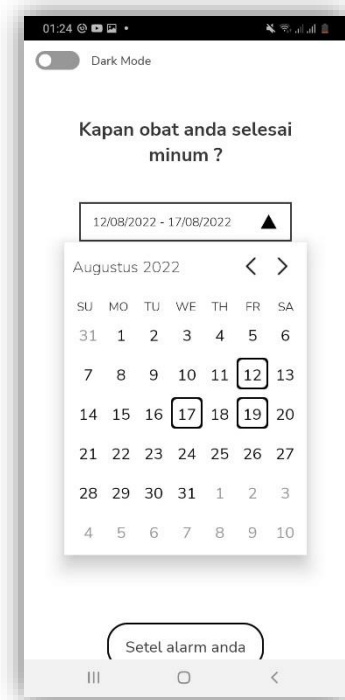 01:24
Dark Mode
Kapan obat anda selesai
minum ?
12/08/2022 - 17/08/2022
Augustus 2022
SU MO TU WE TH FR SA
31 1 2 3 4 5 6
7 8 9 10 11 12 13
14 15 16 17 18 19 20
21 22 23 24 25 26 27
28 29 30 31 1 2 3
4 5 6 7 8 9 10
Setel alarm anda